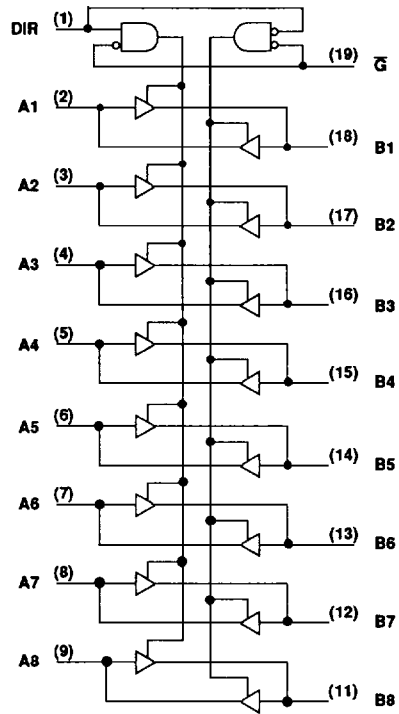 DIR (1)
(19) G̅
A1 (2)
(18) B1
A2 (3)
(17) B2
A3 (4)
(16) B3
A4 (5)
(15) B4
A5 (6)
(14) B5
A6 (7)
(13) B6
A7 (8)
(12) B7
A8 (9)
(11) B8